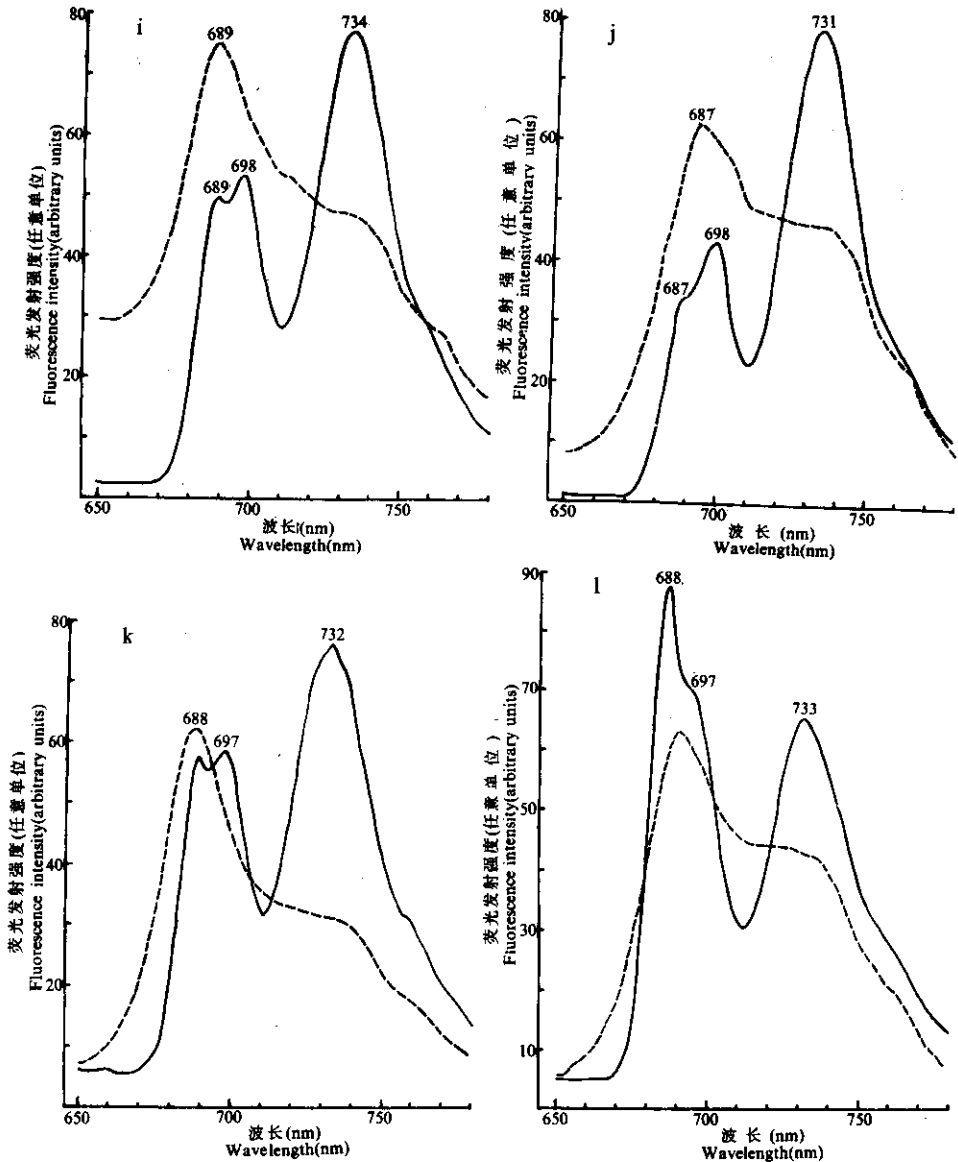 i
80
60
40
20
689
689
698
734
650
700
750
荧光发射强度(任意单位)
Fluorescence intensity(arbitrary units)
波长(nm)
Wavelength(nm)
j
80
60
40
20
687
687
698
731
650
700
750
荧光发射强度(任意单位)
Fluorescence intensity(arbitrary units)
波长(nm)
Wavelength(nm)
k
80
60
40
20
688
697
732
650
700
750
荧光发射强度(任意单位)
Fluorescence intensity(arbitrary units)
波长(nm)
Wavelength(nm)
l
90
70
50
30
10
688
697
733
650
700
750
荧光发射强度(任意单位)
Fluorescence intensity(arbitrary units)
波长(nm)
Wavelength(nm)